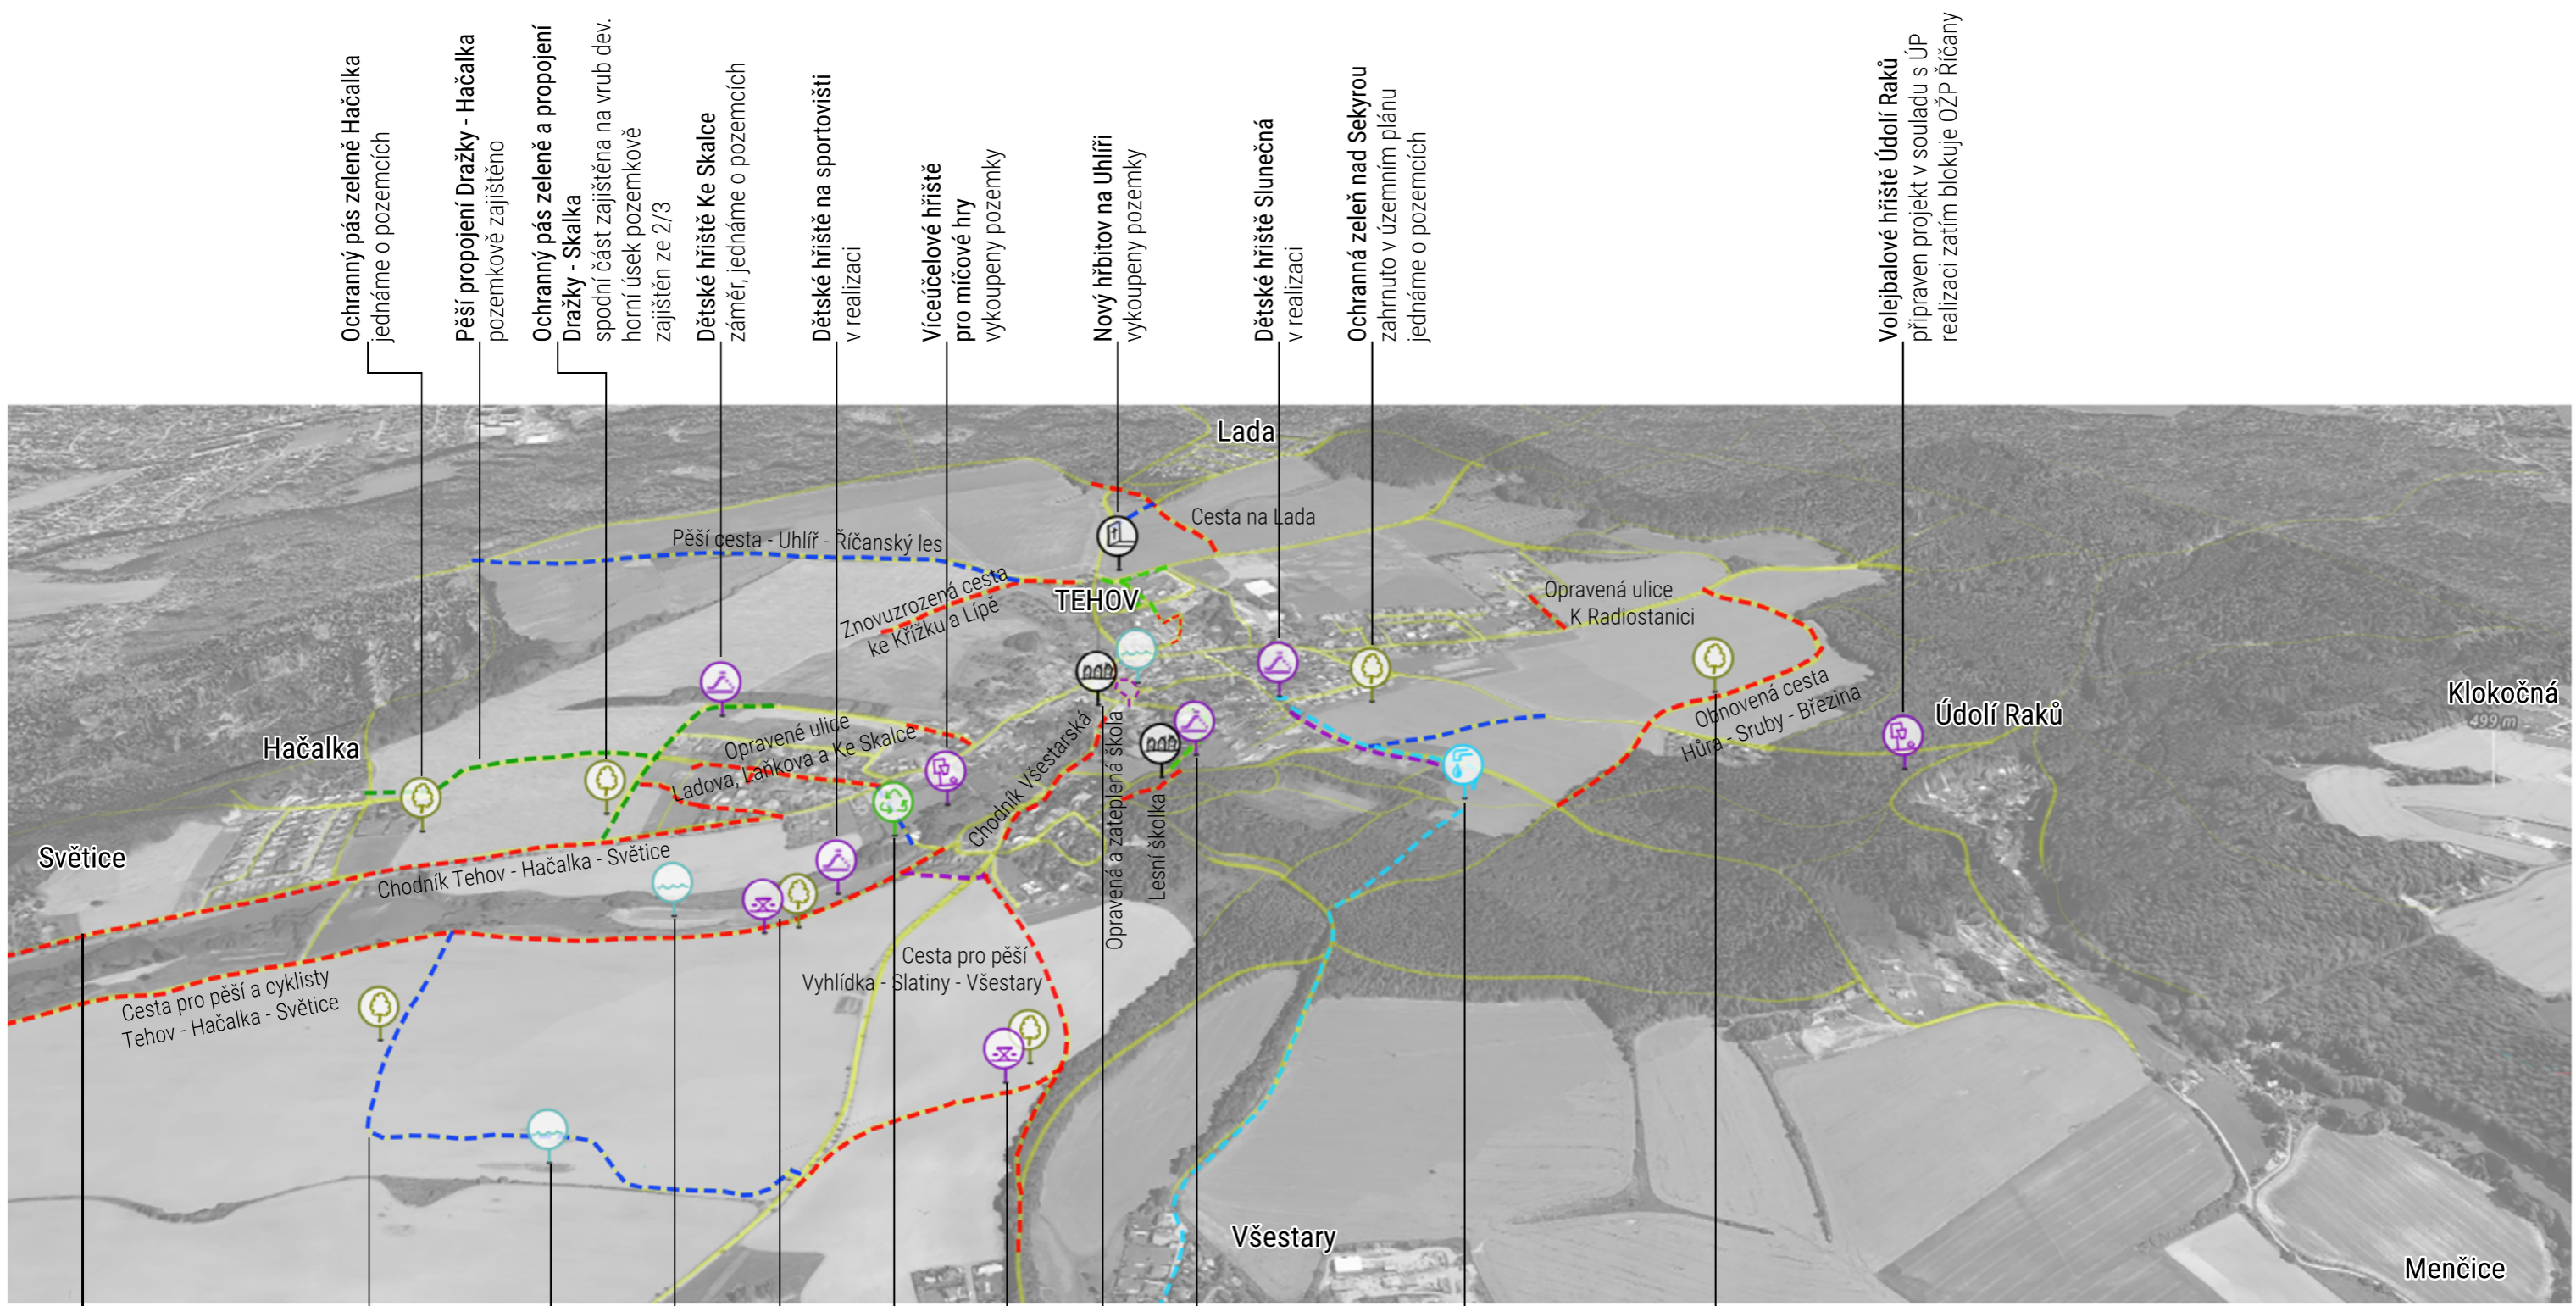 Ochranný pás zeleně Hačalka
jednáme o pozemcích
Pěší propojení Dražky - Hačalka
pozemkově zajištěno
Ochranný pás zeleně a propojení
Dražky - Skalka
spodní část zajištěna na vrub dev.
horní úsek pozemkově
zajištěn ze 2/3
Dětské hřiště Ke Skalce
záměr, jednáme o pozemcích
Dětské hřiště na sportovišti
v realizaci
Víceúčelové hřiště
pro míčové hry
vykoupeny pozemky
Nový hřbitov na Uhlíři
vykoupeny pozemky
Dětské hřiště Slunečná
v realizaci
Ochranná zeleň nad Sekyrou
zahrnuto v územním plánu
jednáme o pozemcích
Volejbalové hřiště Údolí Raků
připraven projekt v souladu s ÚP
realizaci zatím blokuje OŽP Říčany
Lada
Cesta na Lada
Pěší cesta - Uhlíř - Říčanský les
Znovuzrozená cesta
ke Křížku a Lípě
TEHOV
Opravená ulice
K Radiostanici
Obnovená cesta
Hůra - Sruby - Březina
Klokočná
499 m
Údolí Raků
Hačalka
Opravené ulice
Ladova, Laňkova a Ke Skalce
Chodník Všestarská
Opravená a zateplená škola
Lesní školka
Světice
Chodník Tehov - Hačalka - Světice
Cesta pro pěší a cyklisty
Tehov - Hačalka - Světice
Cesta pro pěší
Vyhlídka - Slatiny - Všestary
Všestary
Menčice